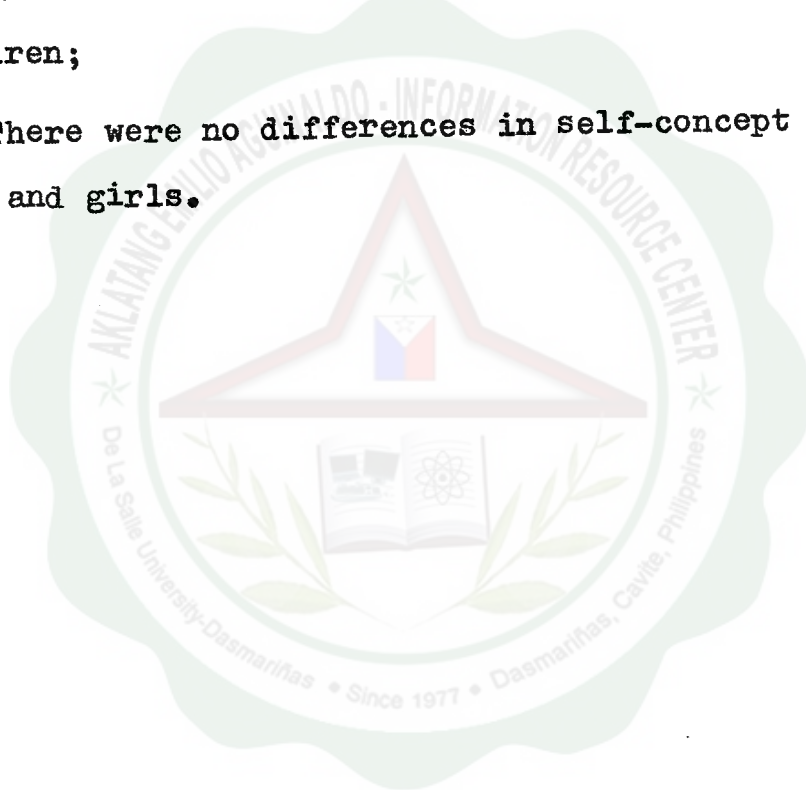 ren;
here were no differences in self-concept
and girls.
AKLATANG EMILIO AGUINALDO - INFORMATION RESOURCE CENTER
De La Salle University-Dasmariñas • Since 1977 • Dasmariñas, Cavite, Philippines